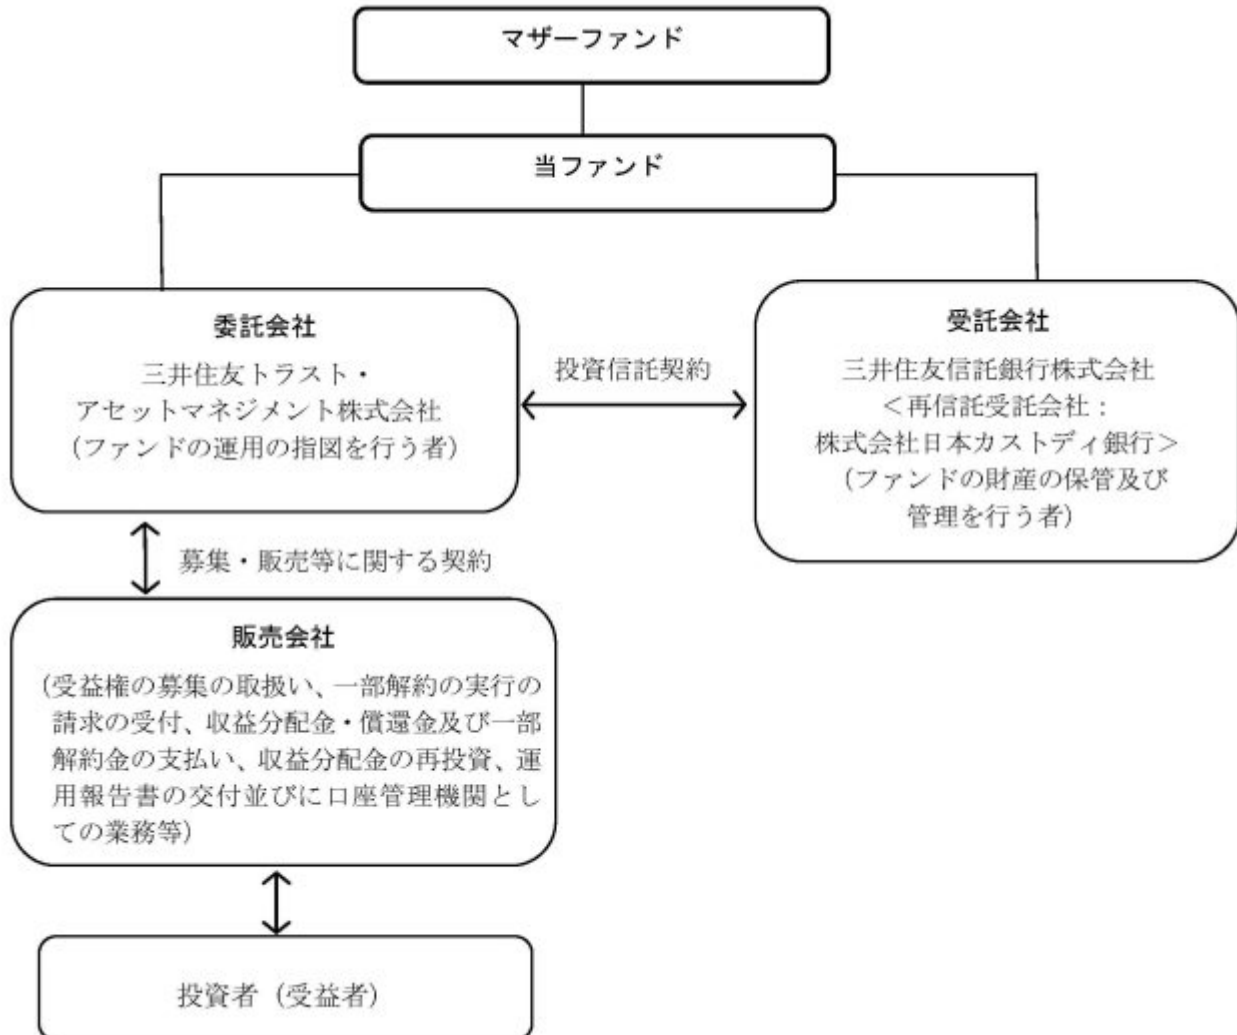 マザーファンド
当ファンド
委託会社
三井住友トラスト・
アセットマネジメント株式会社
（ファンドの運用の指図を行う者）
投資信託契約
受託会社
三井住友信託銀行株式会社
＜再信託受託会社：
株式会社日本カストディ銀行＞
（ファンドの財産の保管及び
管理を行う者）
募集・販売等に関する契約
販売会社
（受益権の募集の取扱い、一部解約の実行の
請求の受付、収益分配金・償還金及び一部
解約金の支払い、収益分配金の再投資、運
用報告書の交付並びに口座管理機関とし
ての業務等）
投資者（受益者）